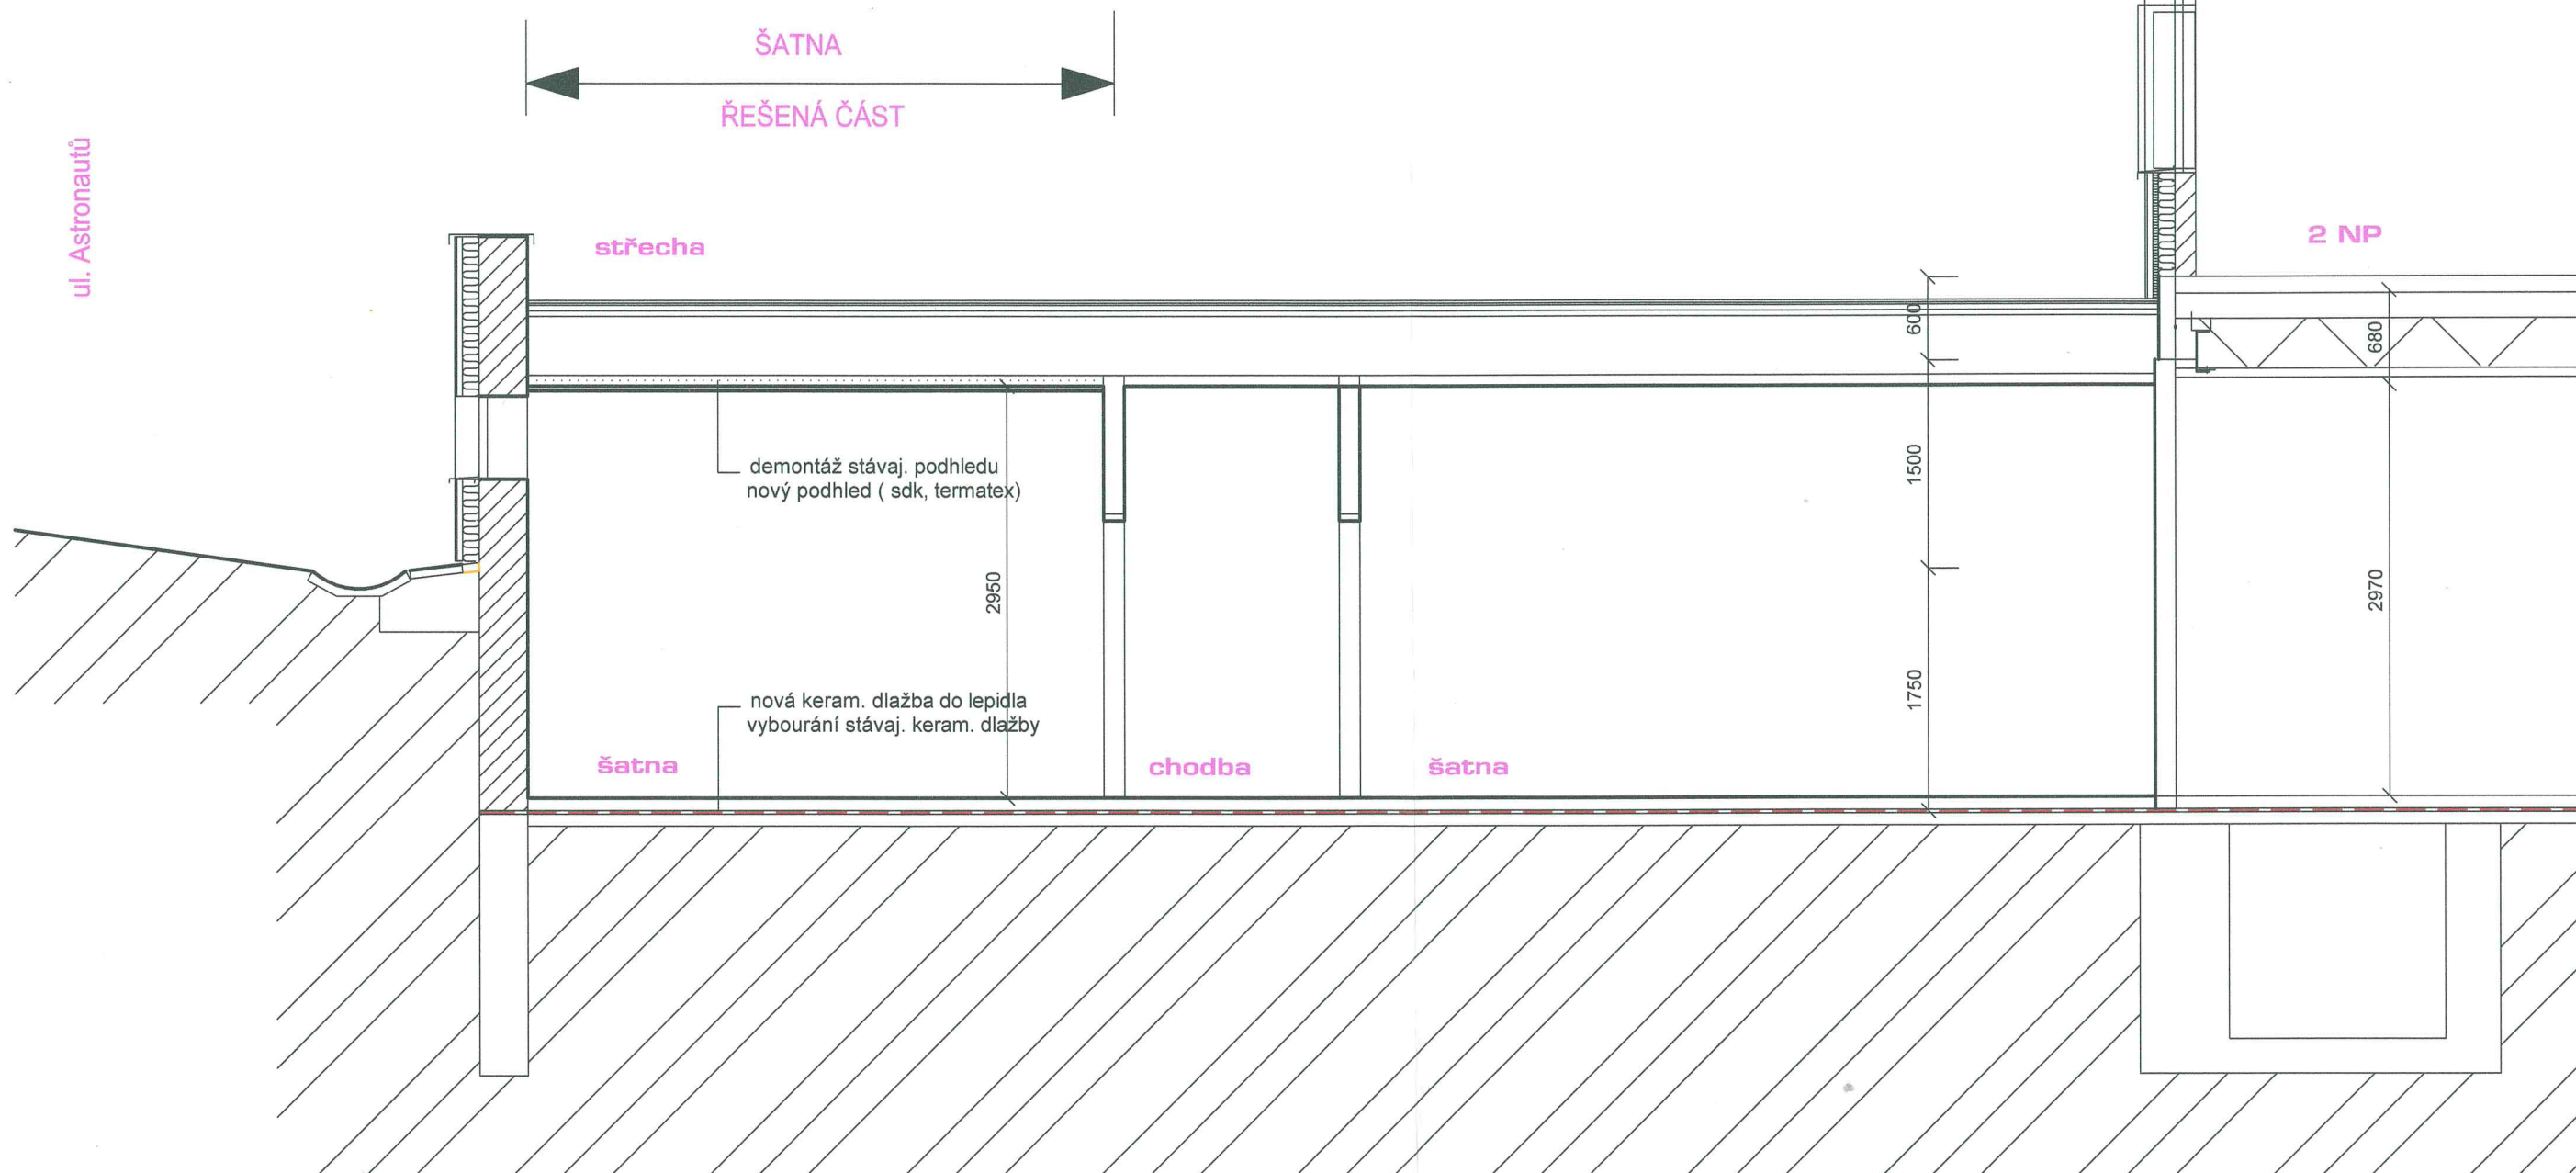 ŠATNA
ŘEŠENÁ ČÁST
ul. Astronautů
střecha
2 NP
600
680
demontáž stávaj. podhledu
nový podhled ( sdk, termatex)
1500
2950
2970
1750
nová keram. dlažba do lepidla
vybourání stávaj. keram. dlažby
šatna
chodba
šatna